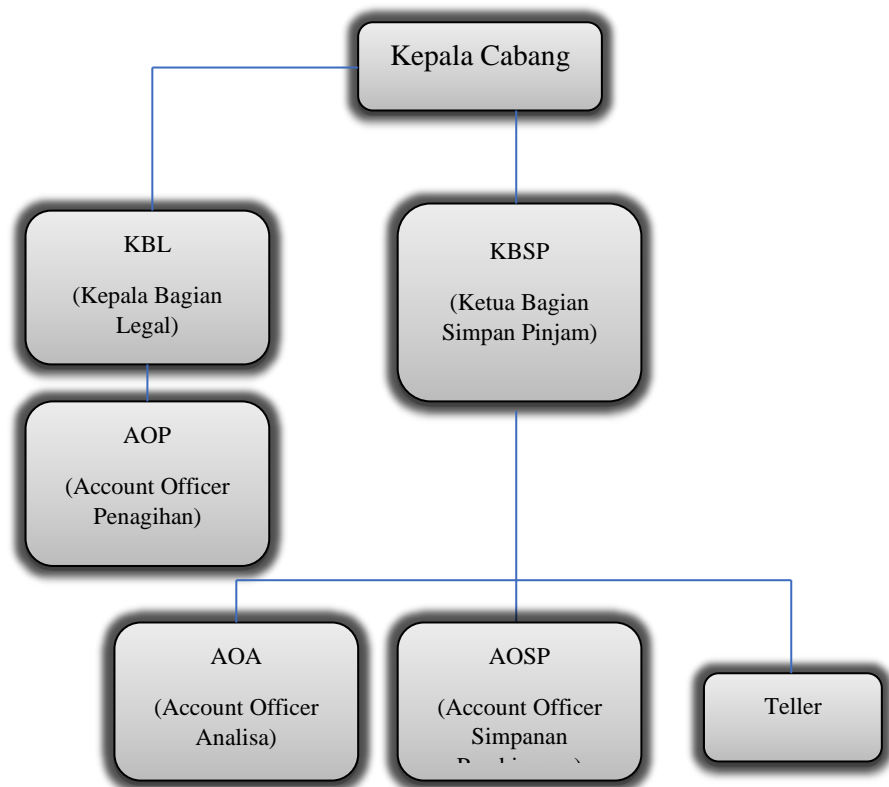 Kepala Cabang
KBL
(Kepala Bagian
Legal)
KBSP
(Ketua Bagian
Simpan Pinjam)
AOP
(Account Officer
Penagihan)
AOA
(Account Officer
Analisa)
AOSP
(Account Officer
Simpanan
Teller